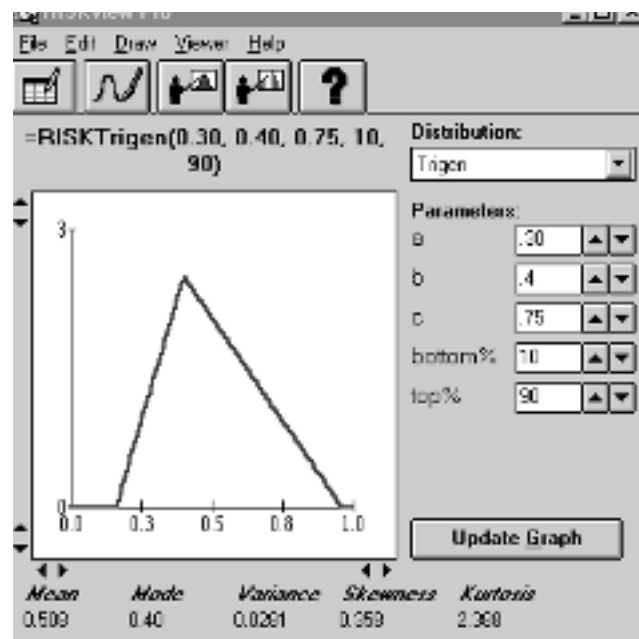 RISKview Pro
File Edit Draw Viewer Help
=RISKTrigen(0.30, 0.40, 0.75, 10, 90)
Distribution:
Trigen
Parameters:
a .30
b .4
c .75
bottom% 10
top% 90
3
0
0.0 0.3 0.5 0.8 1.0
Update Graph
Mean Mode Variance Skewness Kurtosis
0.509 0.40 0.0281 0.359